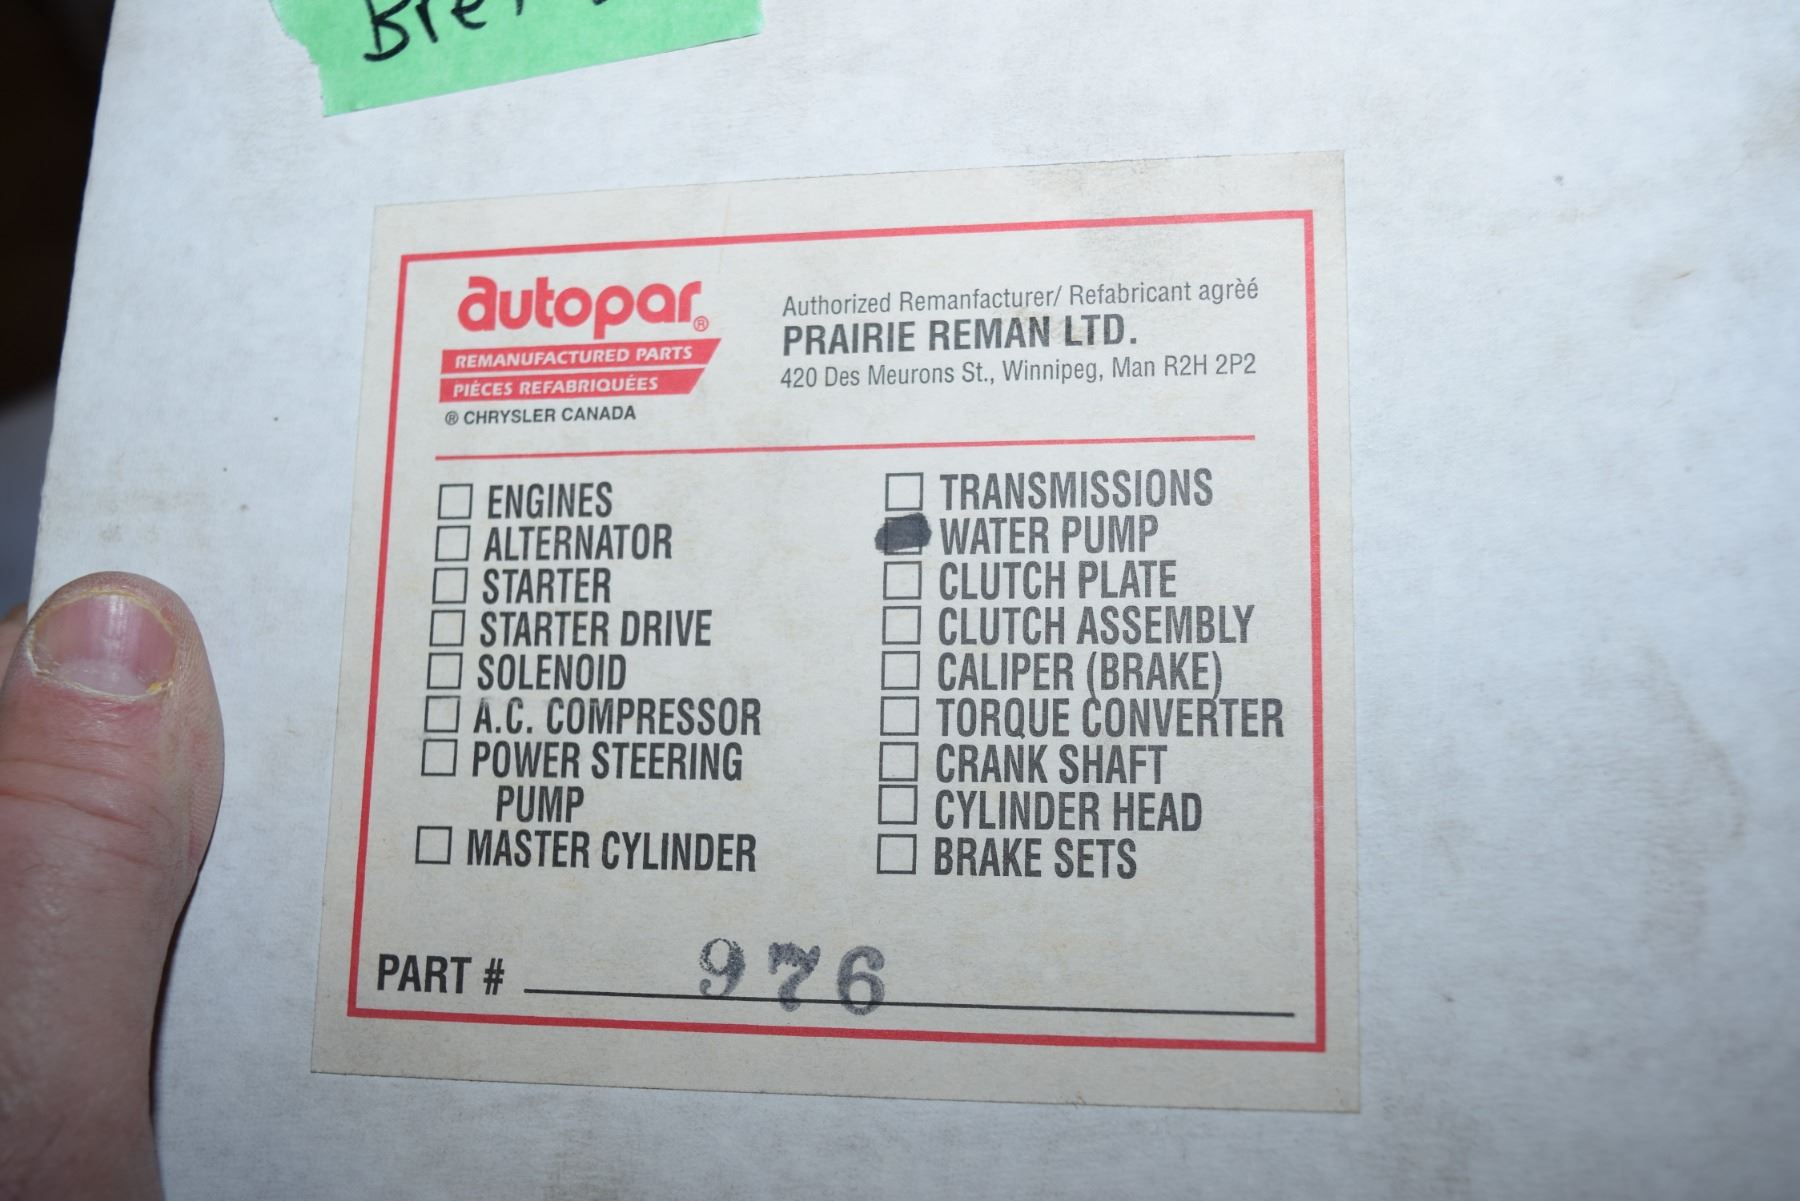 autopar®
REMANUFACTURED PARTS
PIÈCES REFABRIQUÉES
® CHRYSLER CANADA
Authorized Remanfacturer/ Refabricant agrèé
PRAIRIE REMAN LTD.
420 Des Meurons St., Winnipeg, Man R2H 2P2
ENGINES
ALTERNATOR
STARTER
STARTER DRIVE
SOLENOID
A.C. COMPRESSOR
POWER STEERING
PUMP
MASTER CYLINDER
TRANSMISSIONS
WATER PUMP
CLUTCH PLATE
CLUTCH ASSEMBLY
CALIPER (BRAKE)
TORQUE CONVERTER
CRANK SHAFT
CYLINDER HEAD
BRAKE SETS
PART # 976